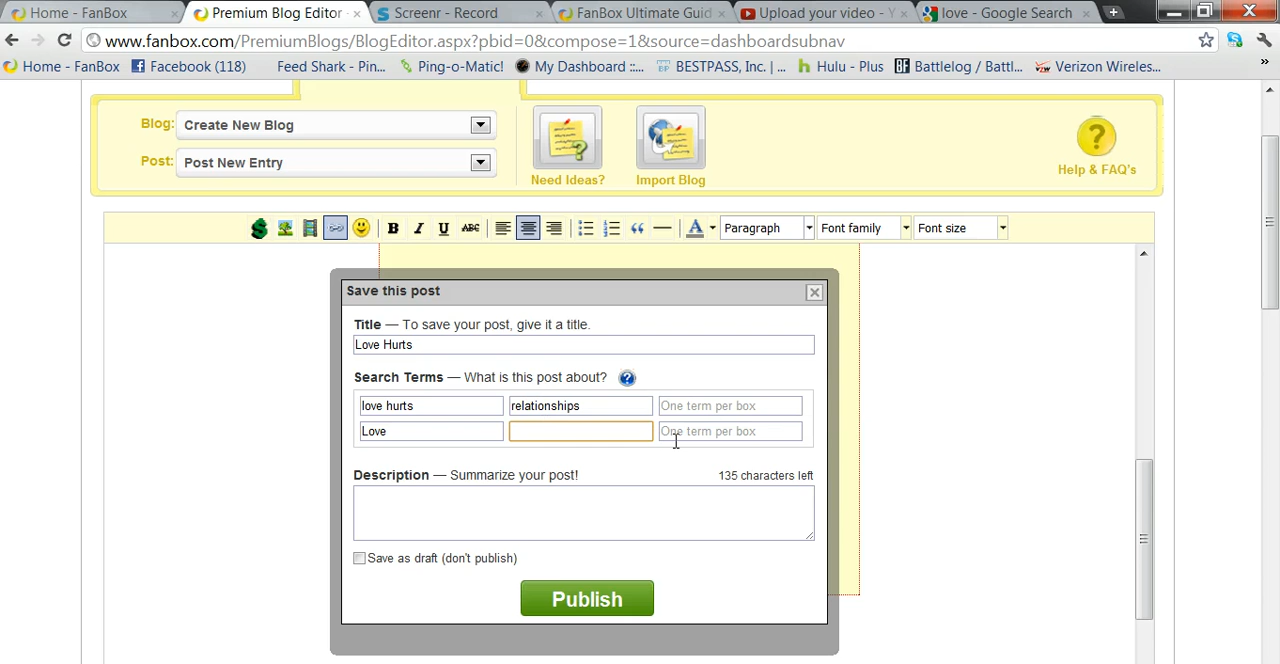 Home - FanBox
Premium Blog Editor -
Screenr - Record
FanBox Ultimate Guid
Upload your video - Y
love - Google Search
www.fanbox.com/PremiumBlogs/BlogEditor.aspx?pbid=0&compose=1&source=dashboardsubnav
Home - FanBox
Facebook (118)
Feed Shark - Pin...
Ping-o-Matic!
My Dashboard ::...
BESTPASS, Inc. | ...
Hulu - Plus
Battlelog / Battl...
Verizon Wireles...
»
Blog:
Create New Blog
Post:
Post New Entry
Need Ideas?
Import Blog
Help & FAQ's
B I U ABC
A
Paragraph
Font family
Font size
Save this post
Title — To save your post, give it a title.
Love Hurts
Search Terms — What is this post about?
love hurts
relationships
One term per box
Love
One term per box
Description — Summarize your post!
135 characters left
Save as draft (don't publish)
Publish